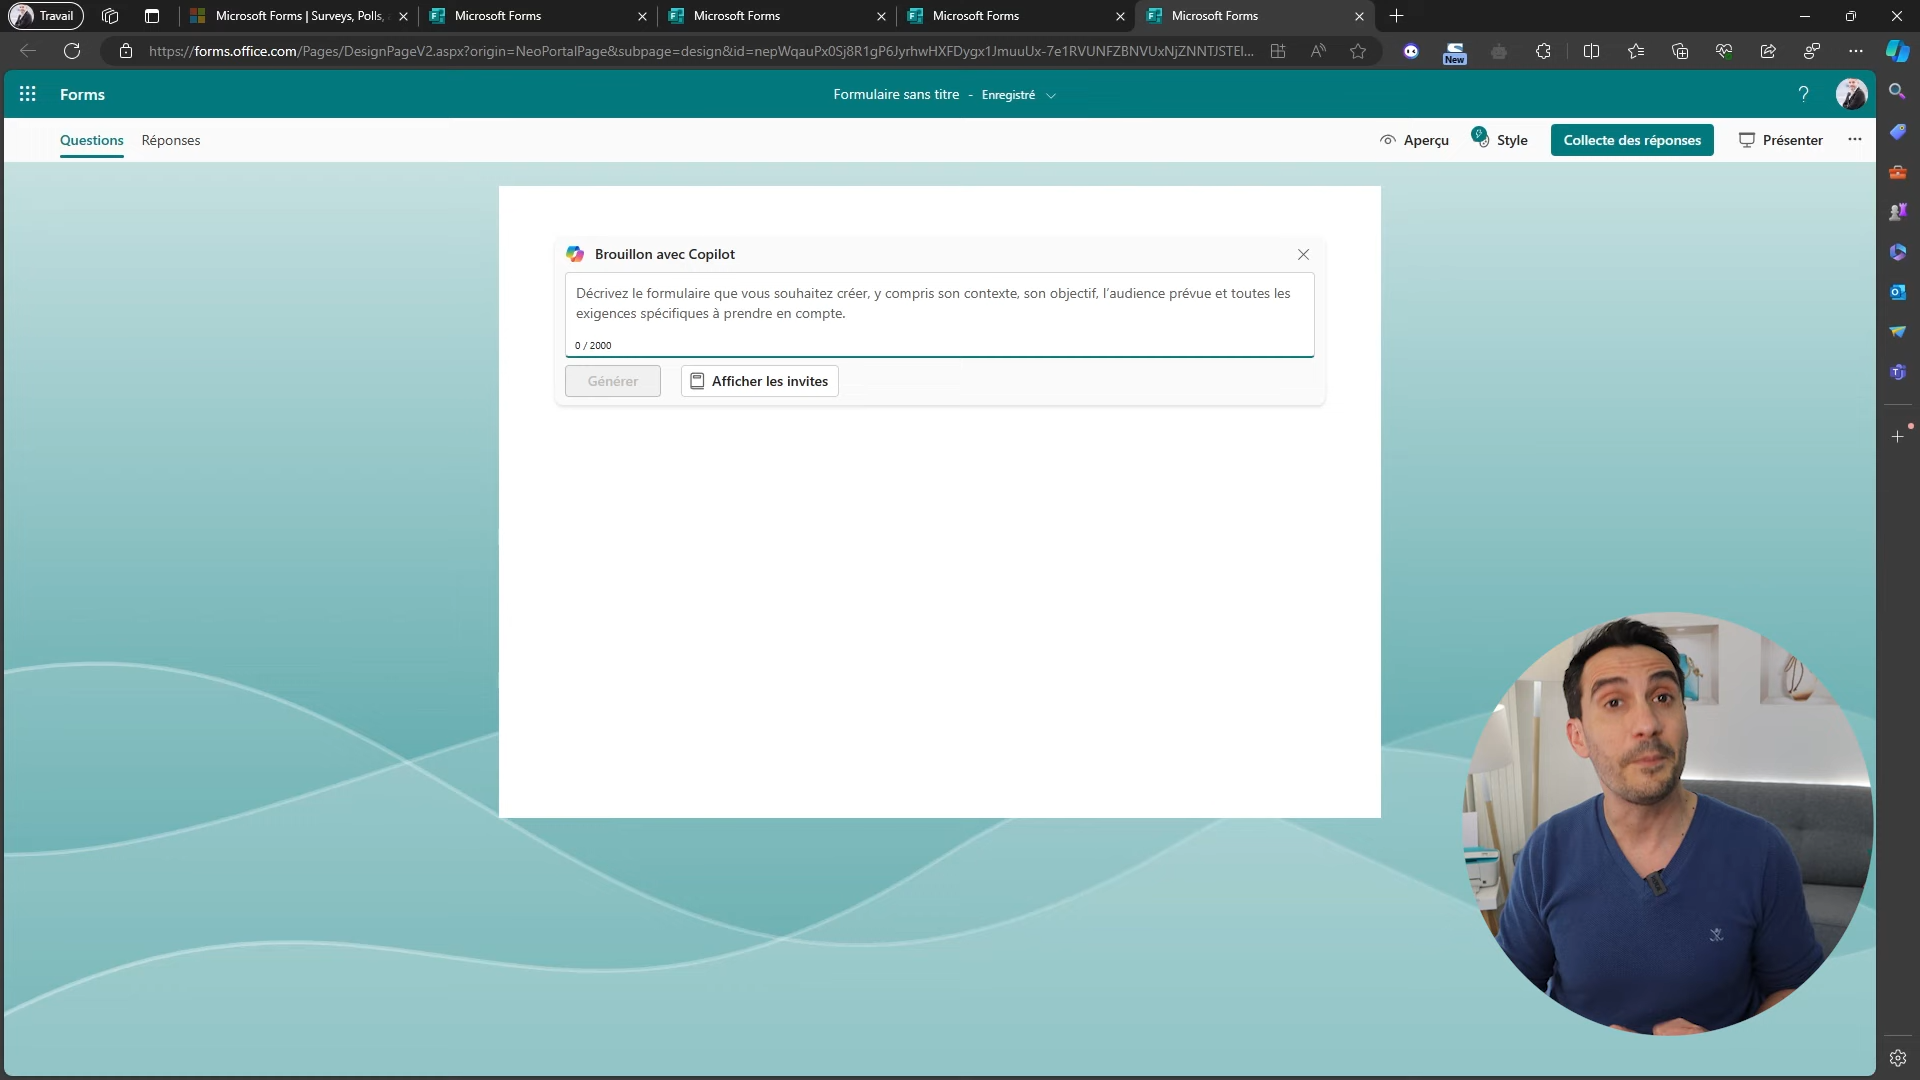 Travail
Microsoft Forms | Surveys, Polls,
Microsoft Forms
Microsoft Forms
Microsoft Forms
Microsoft Forms
https://forms.office.com/Pages/DesignPageV2.aspx?origin=NeoPortalPage&subpage=design&id=nepWqauPx0Sj8R1gP6JyrhwHXFDygx1JmuuUx-7e1RVUNFZBNVUxNjZNNTJSTEl...
New
Forms
Formulaire sans titre - Enregistré
?
Questions
Réponses
Aperçu
Style
Collecte des réponses
Présenter
Brouillon avec Copilot
Décrivez le formulaire que vous souhaitez créer, y compris son contexte, son objectif, l'audience prévue et toutes les
exigences spécifiques à prendre en compte.
0 / 2000
Générer
Afficher les invites